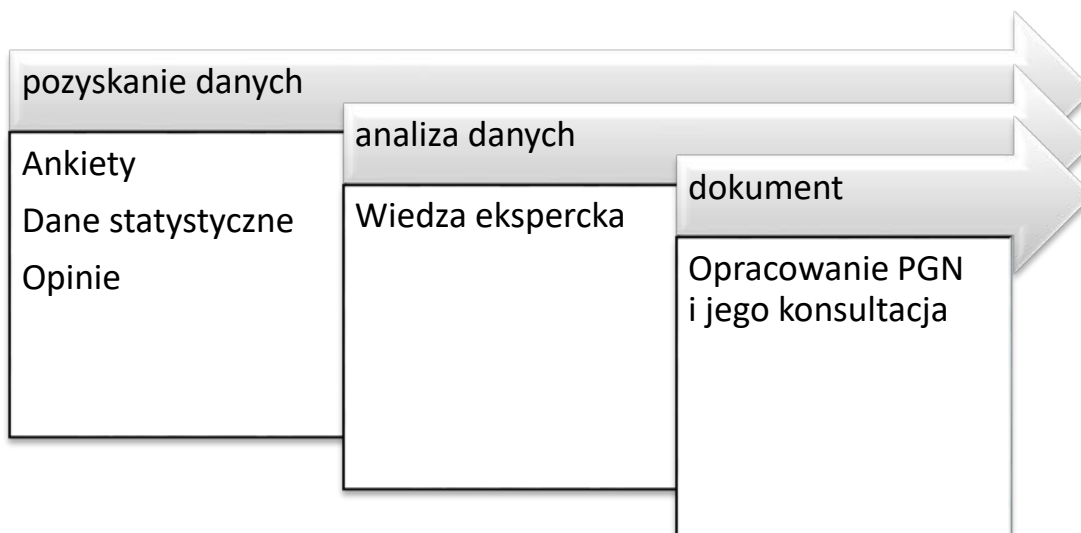 pozyskanie danych
Ankiety
Dane statystyczne
Opinie
analiza danych
Wiedza ekspercka
dokument
Opracowanie PGN
i jego konsultacja